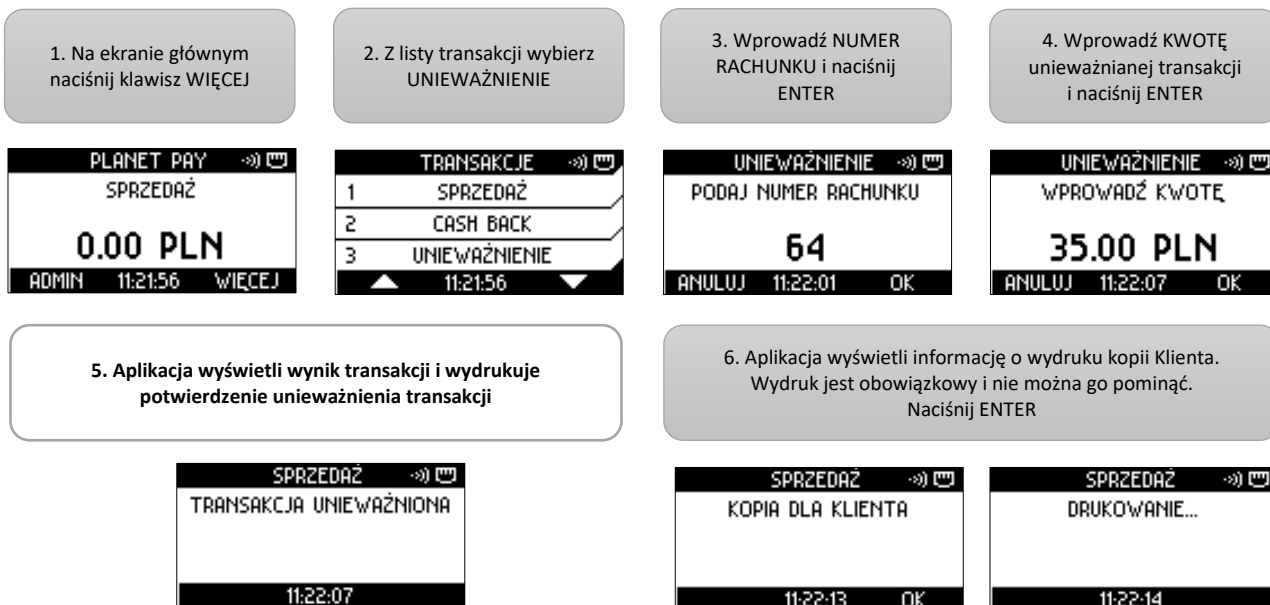 1. Na ekranie głównym
naciśnij klawisz WIĘCEJ
2. Z listy transakcji wybierz
UNIEWAŻNIENIE
3. Wprowadź NUMER
RACHUNKU i naciśnij
ENTER
4. Wprowadź KWOTĘ
unieważnianej transakcji
i naciśnij ENTER
PLANET PAY
SPRZEDAŻ
0.00 PLN
ADMIN 11:21:56 WIĘCEJ
TRANSAKCJE
1 SPRZEDAŻ
2 CASH BACK
3 UNIEWAŻNIENIE
11:21:56
UNIEWAŻNIENIE
PODAJ NUMER RACHUNKU
64
ANULUJ 11:22:01 OK
UNIEWAŻNIENIE
WPROWADŹ KWOTĘ
35.00 PLN
ANULUJ 11:22:07 OK
5. Aplikacja wyświetli wynik transakcji i wydrukuje
potwierdzenie unieważnienia transakcji
6. Aplikacja wyświetli informację o wydruku kopii Klienta.
Wydruk jest obowiązkowy i nie można go pominąć.
Naciśnij ENTER
SPRZEDAŻ
TRANSAKCJA UNIEWAŻNIONA
11:22:07
SPRZEDAŻ
KOPIA DLA KLIENTA
11:22:13 OK
SPRZEDAŻ
DRUKOWANIE...
11:22:14